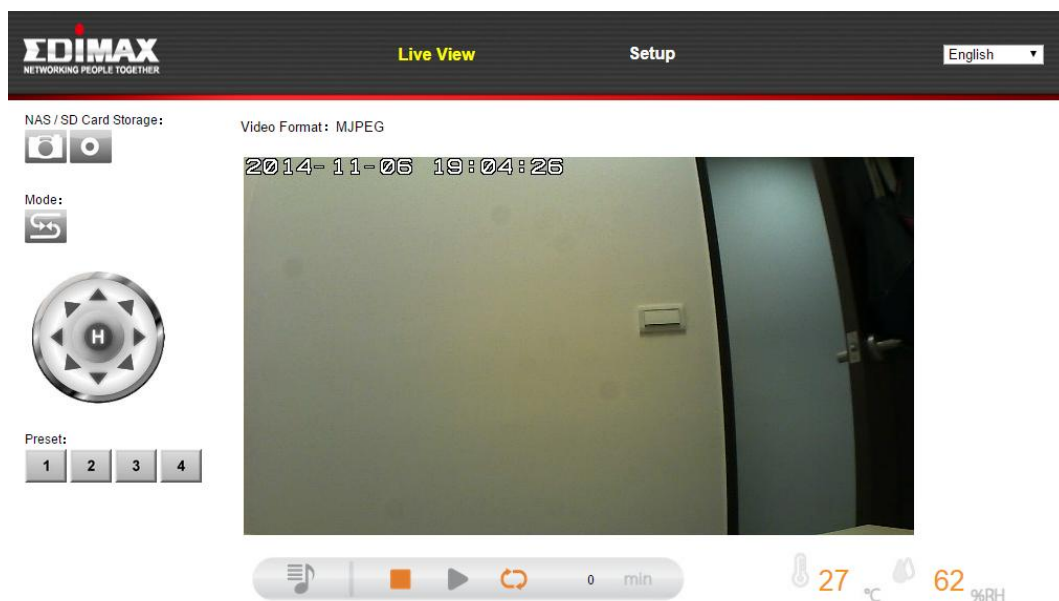 EDIMAX
NETWORKING PEOPLE TOGETHER
Live View
Setup
English
NAS / SD Card Storage:
Video Format: MJPEG
2014-11-06 19:04:26
Mode:
H
Preset:
1 2 3 4
0 min
27 °C
62 %RH